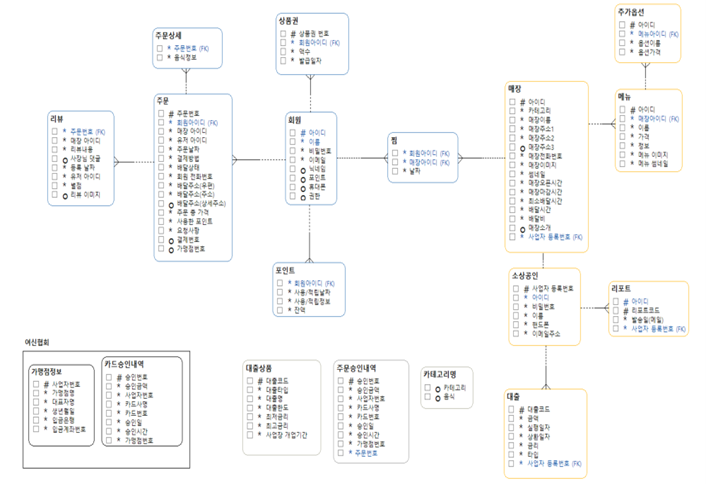 주문상세
* 주문번호 (FK)
* 음식정보
상품권
# 상품권 번호
* 회원아이디 (FK)
* 액수
* 발급일자
추가옵션
# 아이디
* 메뉴아이디 (FK)
* 옵션이름
* 옵션가격
리뷰
* 주문번호 (FK)
* 매장 아이디
* 리뷰내용
o 사장님 댓글
* 등록 날짜
* 유저 아이디
* 별점
o 리뷰 이미지
주문
# 주문번호
* 회원아이디 (FK)
* 매장 아이디
* 유저 아이디
* 주문날짜
* 결제방법
* 배달상태
* 회원 전화번호
* 배달주소(우편)
* 배달주소(주소)
o 배달주소(상세주소)
* 주문 총 가격
* 사용한 포인트
* 요청사항
o 결제번호
o 가맹점번호
회원
# 아이디
* 이름
* 비밀번호
* 이메일
o 닉네임
o 포인트
o 휴대폰
o 권한
찜
* 회원아이디 (FK)
* 매장아이디 (FK)
* 날짜
매장
# 아이디
* 카테고리
* 매장이름
* 매장주소1
* 매장주소2
o 매장주소3
* 매장전화번호
* 매장이미지
* 썸네일
* 매장오픈시간
* 매장마감시간
* 최소배달시간
* 배달시간
* 배달비
o 매장소개
* 사업자 등록번호 (FK)
메뉴
# 아이디
* 매장아이디 (FK)
* 이름
* 가격
* 정보
* 메뉴 이미지
* 메뉴 썸네일
포인트
* 회원아이디 (FK)
* 사용/적립날짜
* 사용/적립정보
* 잔액
소상공인
# 사업자 등록번호
* 아이디
* 비밀번호
* 이름
* 핸드폰
* 이메일주소
리포트
# 아이디
# 리포트코드
* 발송일(메일)
* 사업자 등록번호 (FK)
여신협회
가맹점정보
# 사업자번호
* 가맹점명
* 대표자명
* 생년월일
* 입금은행
* 입금계좌번호
카드승인내역
# 승인번호
* 승인금액
* 사업자번호
* 카드사명
* 카드번호
* 승인일
* 승인시간
* 가맹점번호
대출상품
# 대출코드
* 대출타입
* 대출명
* 대출한도
* 최저금리
* 최고금리
* 사업장 개업기간
주문승인내역
# 승인번호
* 승인금액
* 사업자번호
* 카드사명
* 카드번호
* 승인일
* 승인시간
* 가맹점번호
* 주문번호
카테고리명
o 카테고리
o 음식
대출
# 대출코드
* 금액
* 실행일자
* 상환일자
* 금리
* 타입
* 사업자 등록번호 (FK)